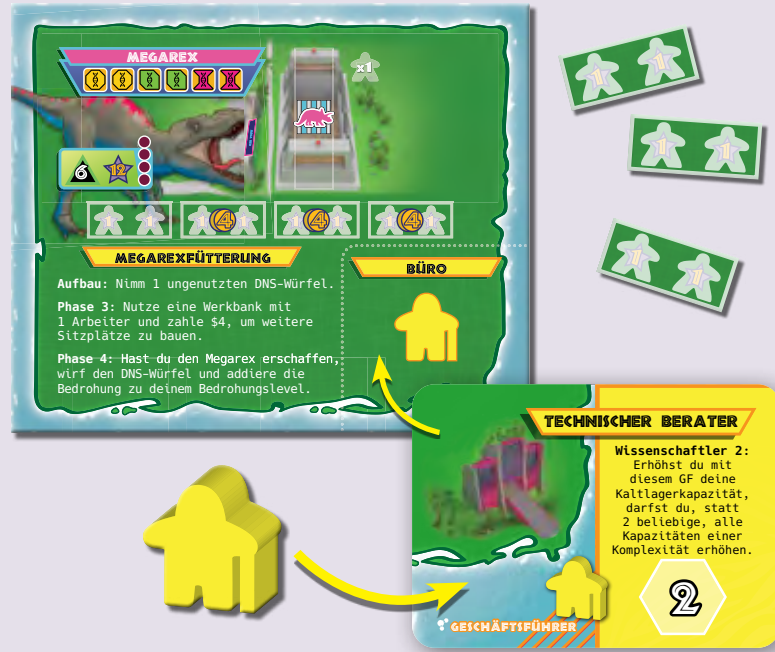 MEGAREX
x1
6
12
1 1
1 4 1
1 4 1
1 4 1
MEGAREXFÜTTERUNG
Aufbau: Nimm 1 ungenutzten DNS-Würfel.
Phase 3: Nutze eine Werkbank mit
1 Arbeiter und zahle $4, um weitere
Sitzplätze zu bauen.
Phase 4: Hast du den Megarex erschaffen,
wirf den DNS-Würfel und addiere die
Bedrohung zu deinem Bedrohungslevel.
BÜRO
1 1
1 1
1 1
TECHNISCHER BERATER
Wissenschaftler 2:
Erhöhst du mit
diesem GF deine
Kaltlagerkapazität,
darfst du, statt
2 beliebige, alle
Kapazitäten einer
Komplexität erhöhen.
2
GESCHÄFTSFÜHRER